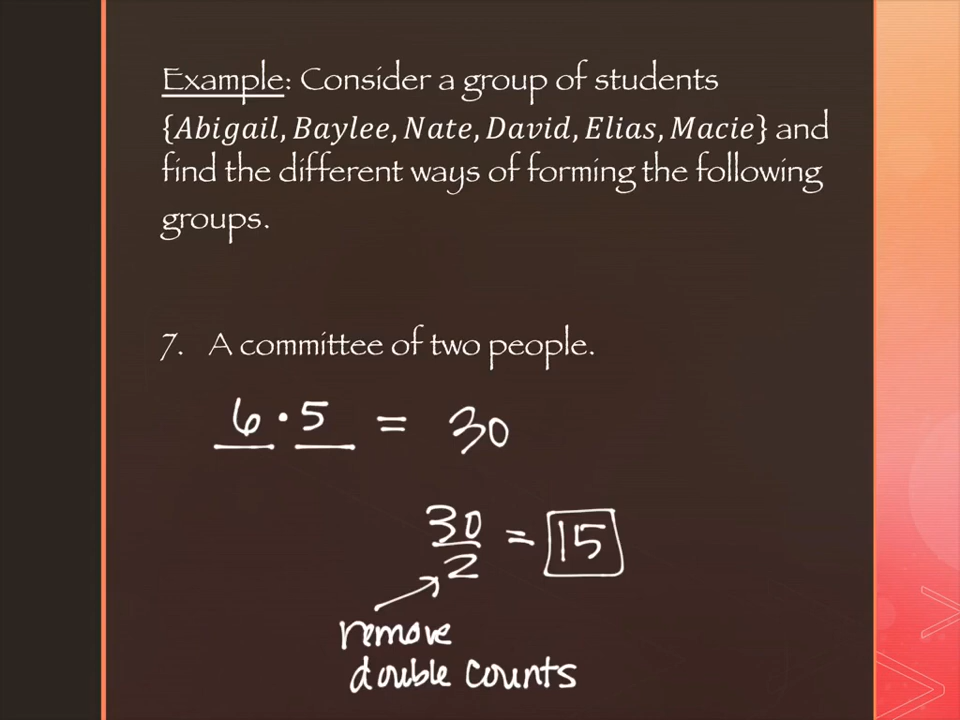 Example: Consider a group of students
{Abigail, Baylee, Nate, David, Elias, Macie} and
find the different ways of forming the following
groups.
7. A committee of two people.
6 · 5 = 30
30/2 = 15
remove
double counts